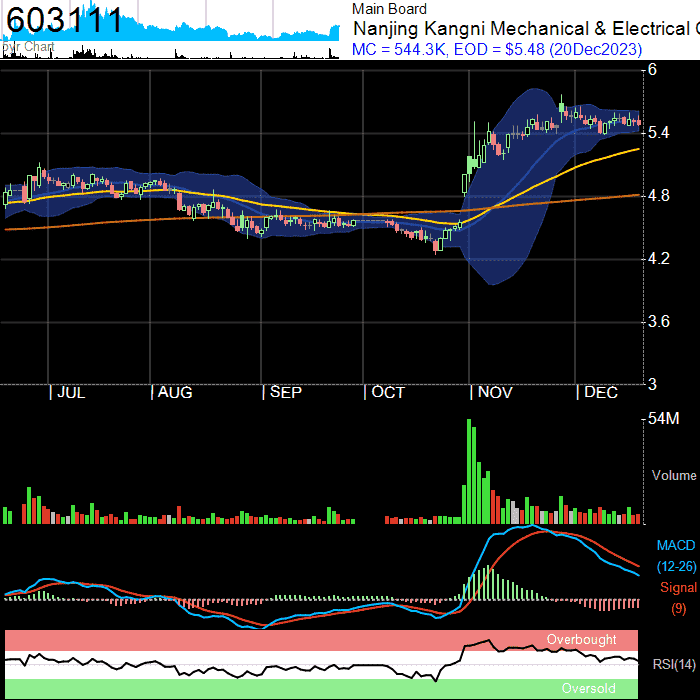 603111
5yr Chart
Main Board
Nanjing Kangni Mechanical & Electrical C
MC = 544.3K, EOD = $5.48 (20Dec2023)
6
5.4
4.8
4.2
3.6
3
JUL AUG SEP OCT NOV DEC
54M
Volume
MACD
(12-26)
Signal
(9)
Overbought
RSI(14)
Oversold